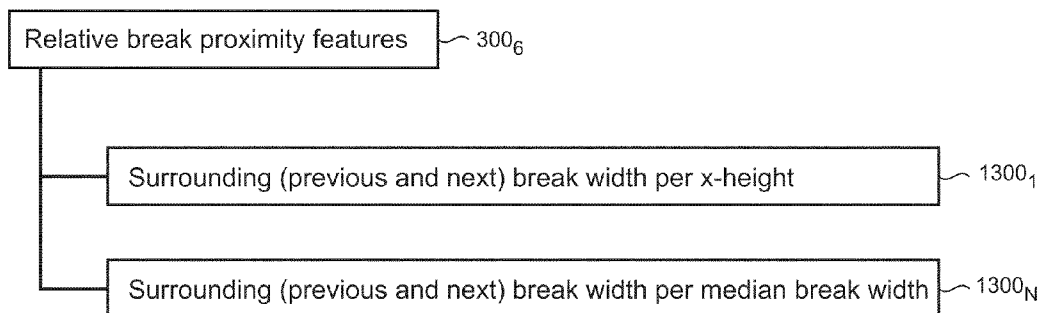 Relative break proximity features 300₆
Surrounding (previous and next) break width per x-height 1300₁
Surrounding (previous and next) break width per median break width 1300ₙ